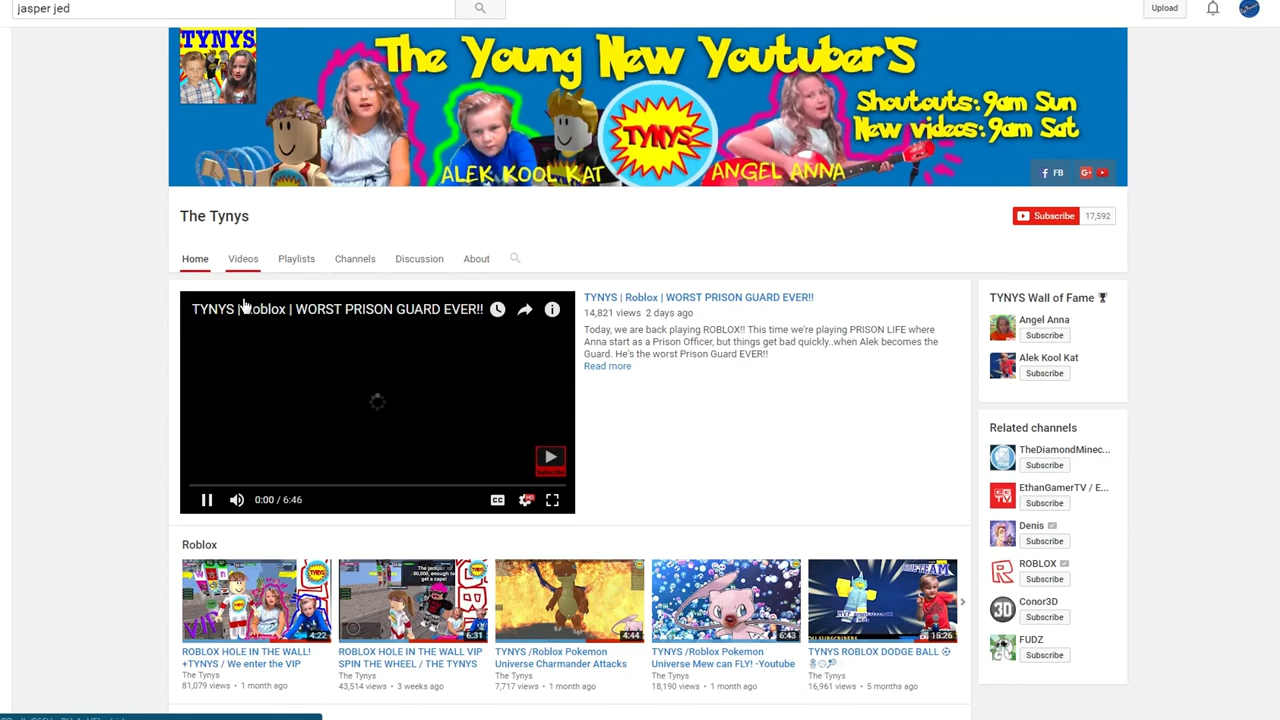 jasper jed
Upload
TYNYS
The Young New Youtuber'S
Shoutouts: 9am Sun
New videos: 9am Sat
TYNYS
ALEK KOOL KAT
ANGEL ANNA
FB
The Tynys
Subscribe 17,592
Home Videos Playlists Channels Discussion About
TYNYS | Roblox | WORST PRISON GUARD EVER!!
0:00 / 6:46
CC
HD
Subscribe
TYNYS | Roblox | WORST PRISON GUARD EVER!!
14,821 views 2 days ago
Today, we are back playing ROBLOX!! This time we're playing PRISON LIFE where
Anna start as a Prison Officer, but things get bad quickly..when Alek becomes the
Guard. He's the worst Prison Guard EVER!!
Read more
TYNYS Wall of Fame
Angel Anna
Subscribe
Alek Kool Kat
Subscribe
Related channels
TheDiamondMinec...
Subscribe
EthanGamerTV / E...
Subscribe
Denis
Subscribe
ROBLOX
Subscribe
Conor3D
Subscribe
FUDZ
Subscribe
Roblox
4:22
ROBLOX HOLE IN THE WALL!
+TYNYS / We enter the VIP
The Tynys
81,079 views • 1 month ago
6:31
ROBLOX HOLE IN THE WALL VIP
SPIN THE WHEEL / THE TYNYS
The Tynys
43,514 views • 3 weeks ago
4:44
TYNYS /Roblox Pokemon
Universe Charmander Attacks
The Tynys
7,717 views • 1 month ago
6:43
TYNYS /Roblox Pokemon
Universe Mew can FLY! -Youtube
The Tynys
18,190 views • 1 month ago
15:26
TYNYS ROBLOX DODGE BALL
The Tynys
16,961 views • 5 months ago